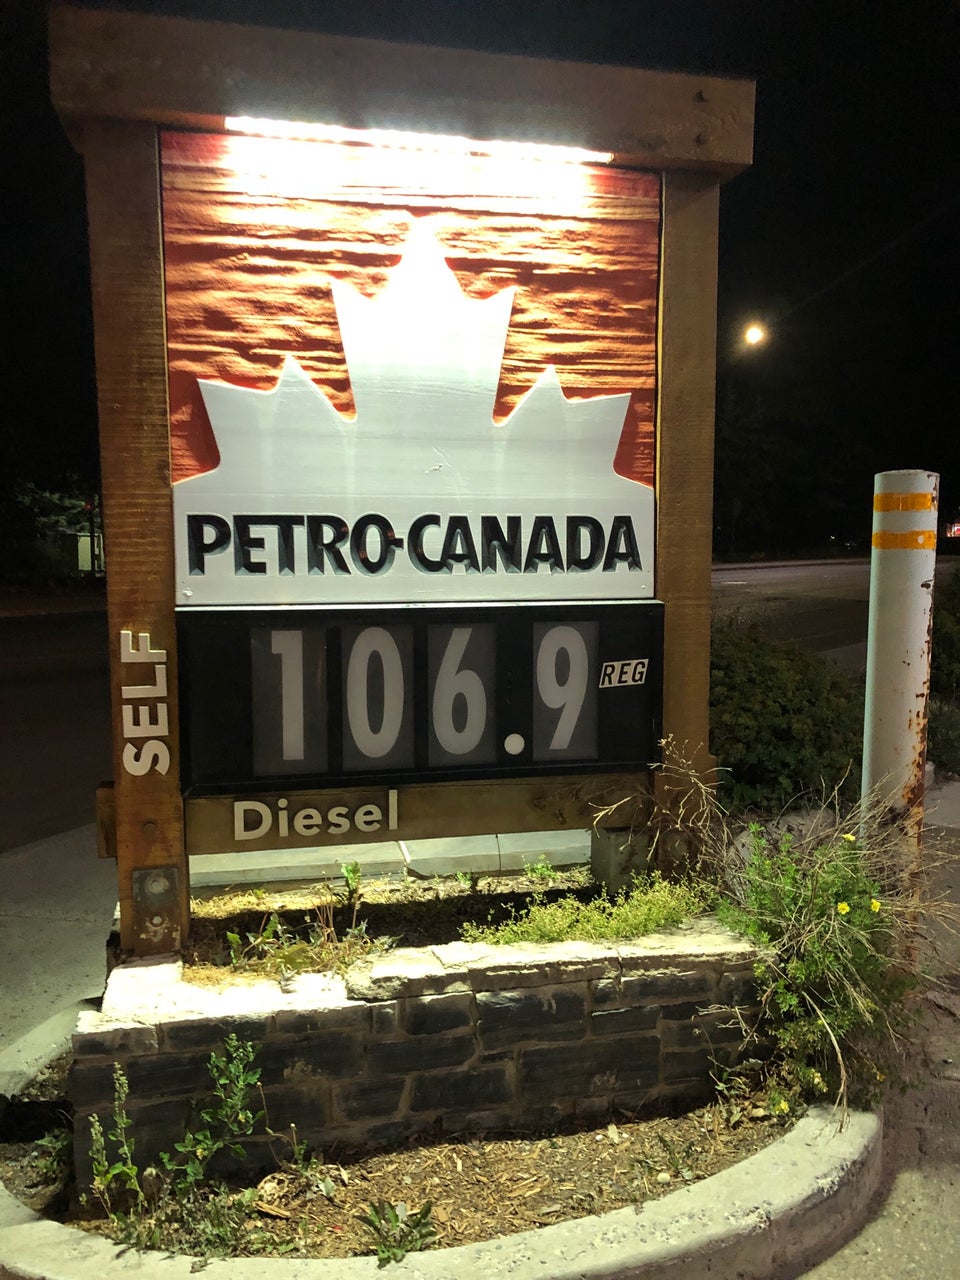 PETRO-CANADA
106.9 REG
SELF
Diesel